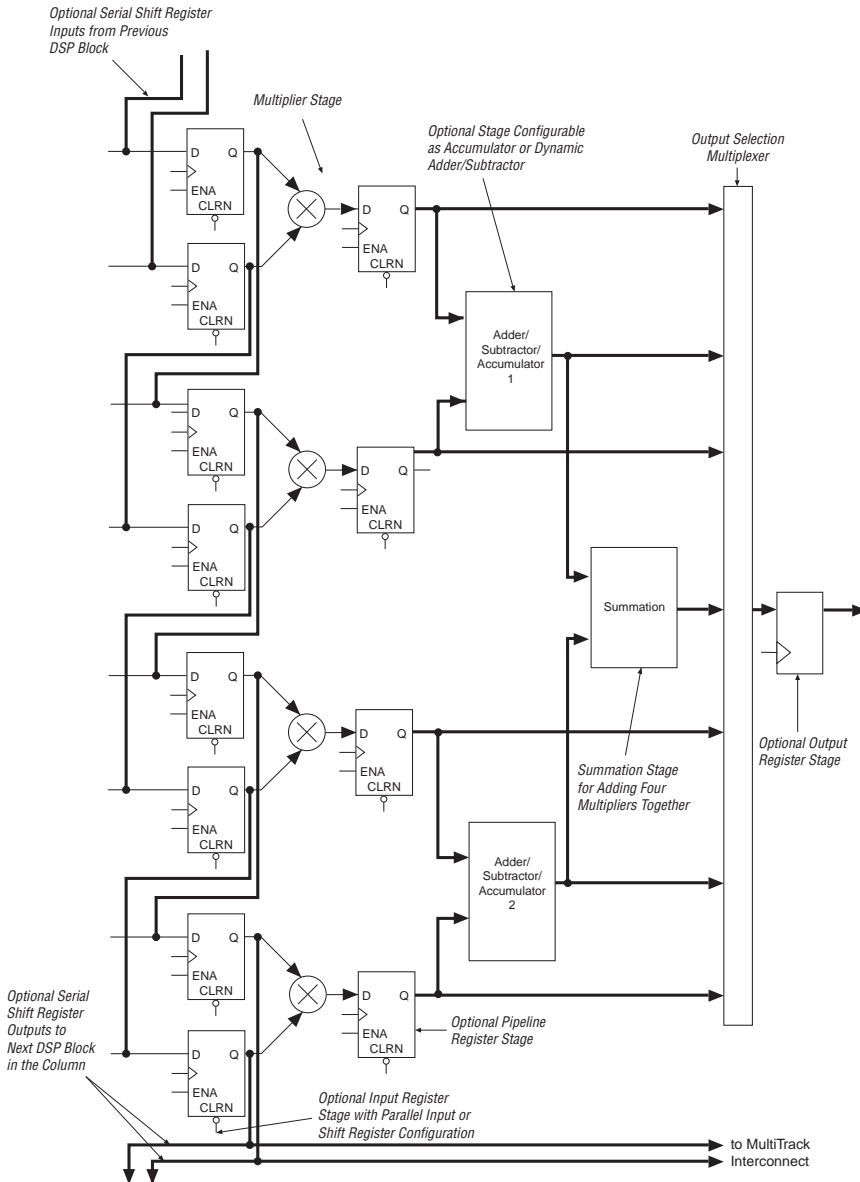 Optional Serial Shift Register
Inputs from Previous
DSP Block
Multiplier Stage
Optional Stage Configurable
as Accumulator or Dynamic
Adder/Subtractor
Output Selection
Multiplexer
D Q
ENA
CLRN
D Q
ENA
CLRN
D Q
ENA
CLRN
Adder/
Subtractor/
Accumulator
1
D Q
ENA
CLRN
D Q
ENA
CLRN
D Q
ENA
CLRN
Summation
D Q
ENA
CLRN
D Q
ENA
CLRN
D Q
ENA
CLRN
Summation Stage
for Adding Four
Multipliers Together
Optional Output
Register Stage
Adder/
Subtractor/
Accumulator
2
D Q
ENA
CLRN
D Q
ENA
CLRN
D Q
ENA
CLRN
Optional Serial
Shift Register
Outputs to
Next DSP Block
in the Column
Optional Pipeline
Register Stage
Optional Input Register
Stage with Parallel Input or
Shift Register Configuration
to MultiTrack
Interconnect